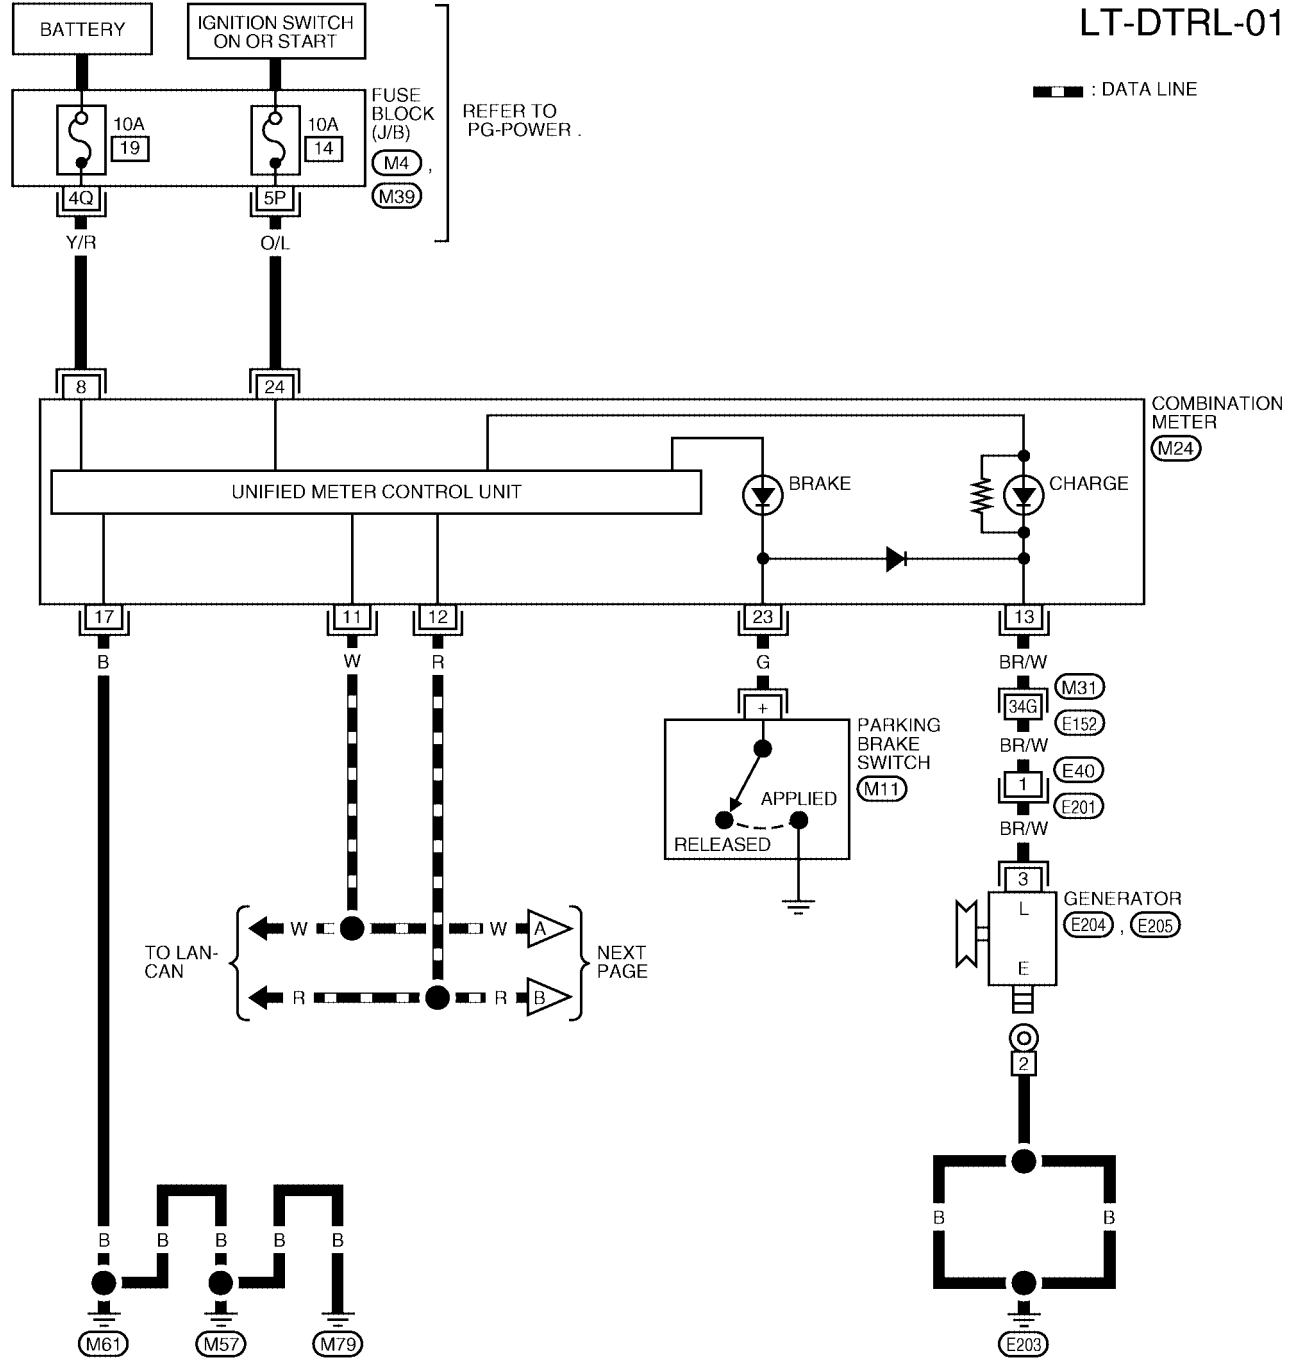 LT-DTRL-01
BATTERY
IGNITION SWITCH
ON OR START
: DATA LINE
FUSE
BLOCK
(J/B)
REFER TO
PG-POWER .
10A
19
10A
14
M4 ,
M39
4Q
5P
Y/R
O/L
8
24
COMBINATION
METER
M24
UNIFIED METER CONTROL UNIT
BRAKE
CHARGE
17
11
12
23
13
B
W
R
G
BR/W
M31
34G
E152
+
PARKING
BRAKE
SWITCH
M11
BR/W
E40
1
E201
APPLIED
RELEASED
BR/W
3
L
GENERATOR
E204 , E205
E
TO LAN-
CAN
W
W
A
R
R
B
NEXT
PAGE
2
B
B
B
B
B
B
B
M61
M57
M79
E203